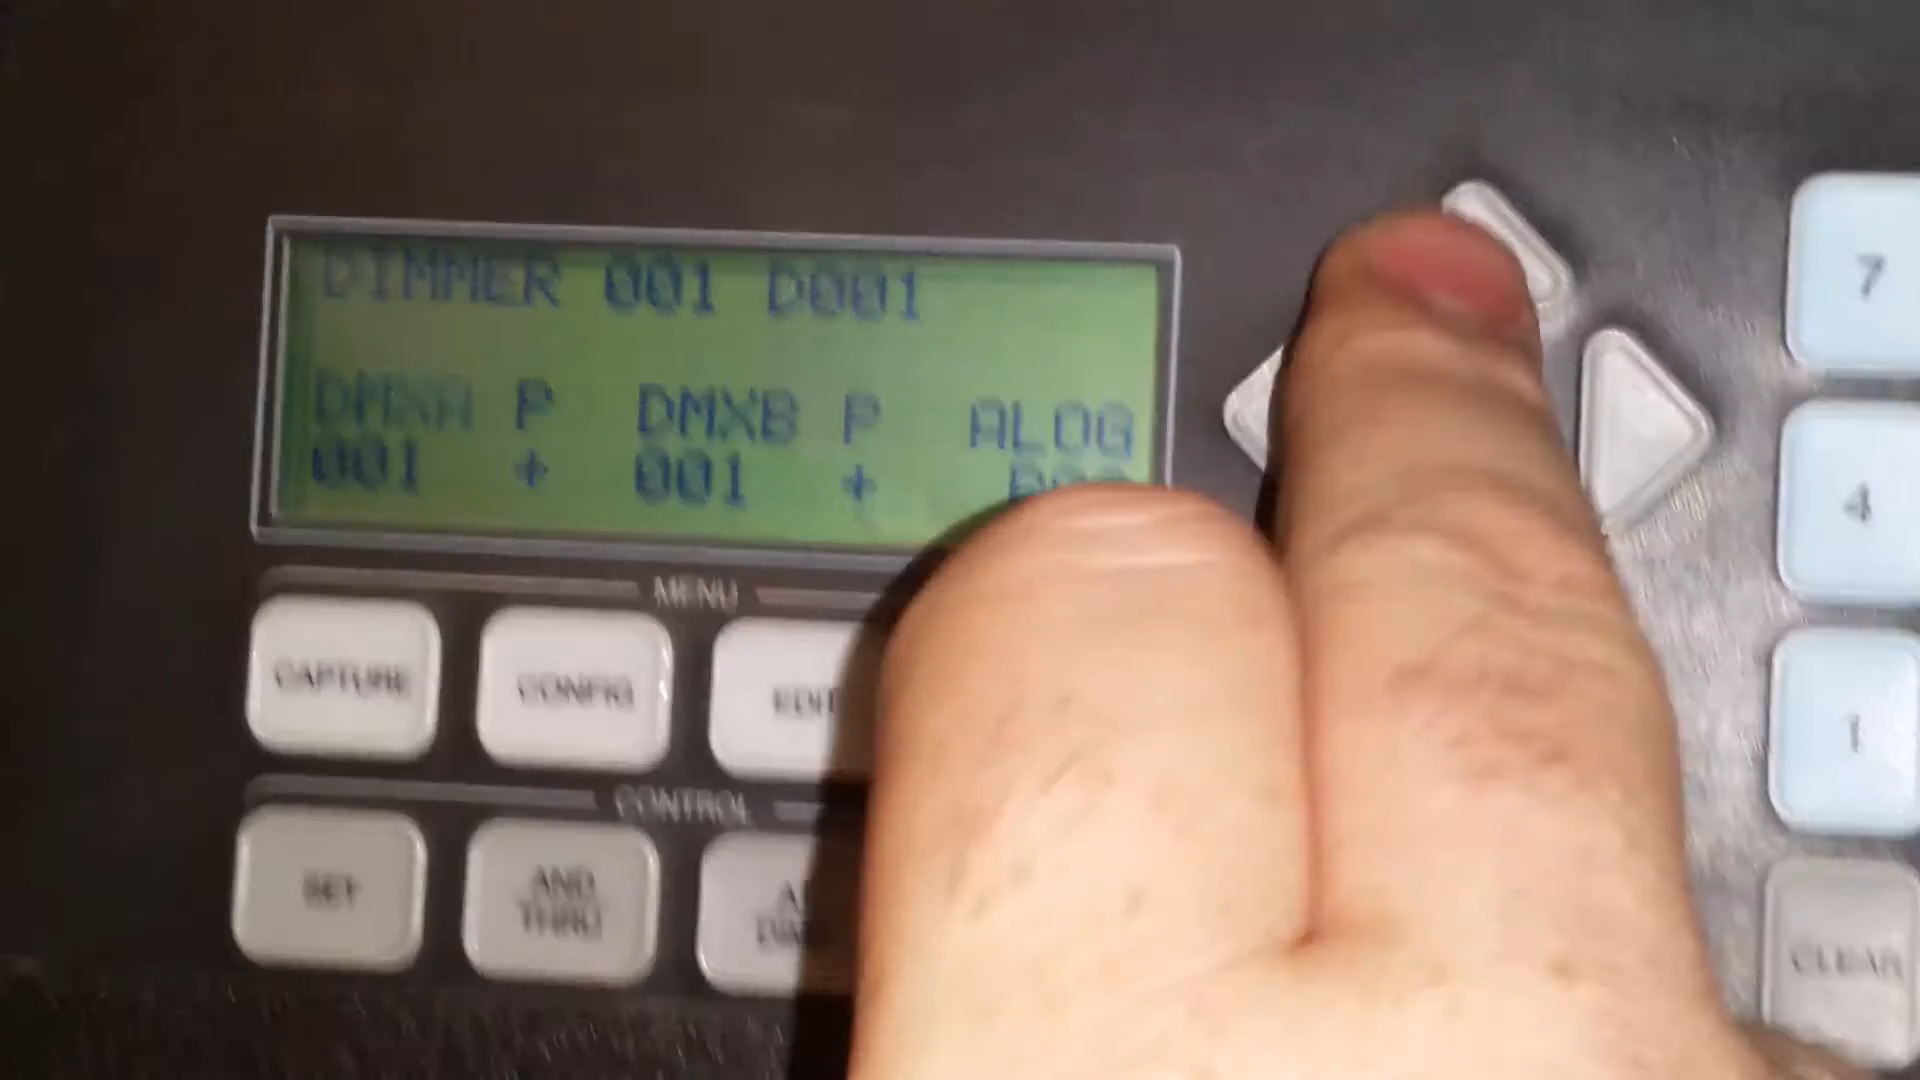 DIMMER 001 D001
DMXA P DMXB P ALOG
001 + 001 +
MENU
CAPTURE CONFIG EDIT
CONTROL
SET AND THRU
7
4
1
CLEAR